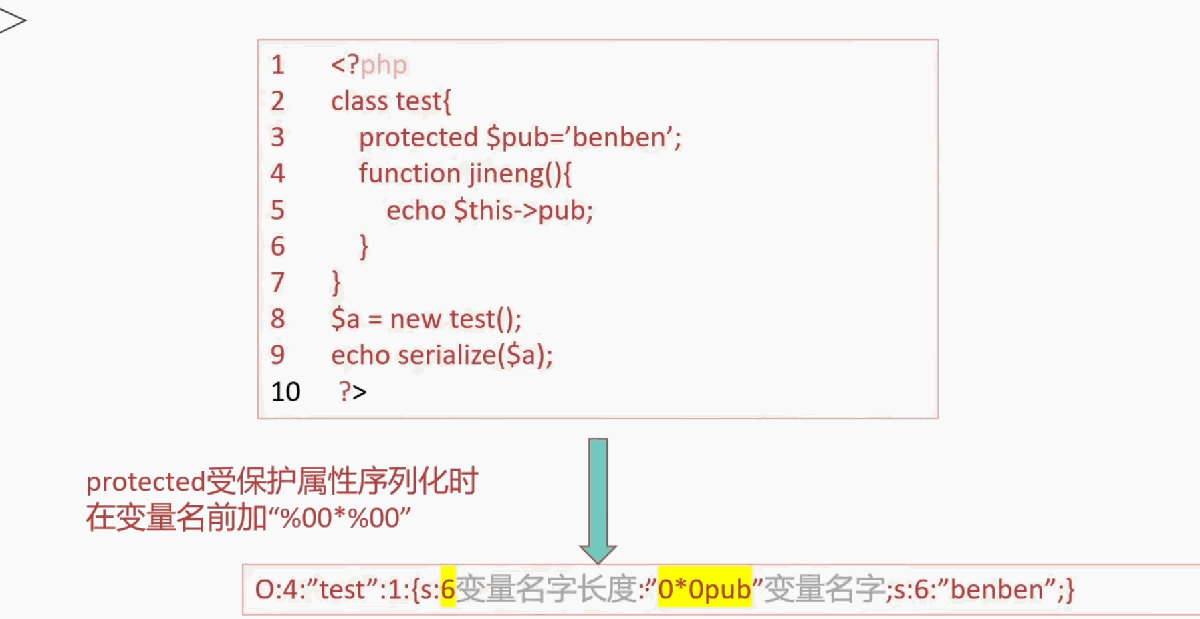 1 <?php
2 class test{
3 protected $pub=’benben’;
4 function jineng(){
5 echo $this->pub;
6 }
7 }
8 $a = new test();
9 echo serialize($a);
10 ?>
protected受保护属性序列化时
在变量名前加“%00*%00”
O:4:”test”:1:{s:6变量名字长度:”0*0pub”变量名字;s:6:”benben”;}